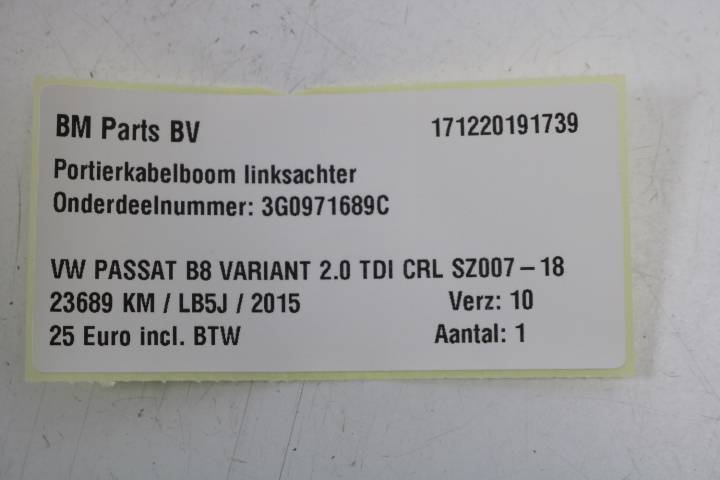 BM Parts BV 171220191739
Portierkabelboom linksachter
Onderdeelnummer: 3G0971689C
VW PASSAT B8 VARIANT 2.0 TDI CRL SZ007 – 18
23689 KM / LB5J / 2015 Verz: 10
25 Euro incl. BTW Aantal: 1